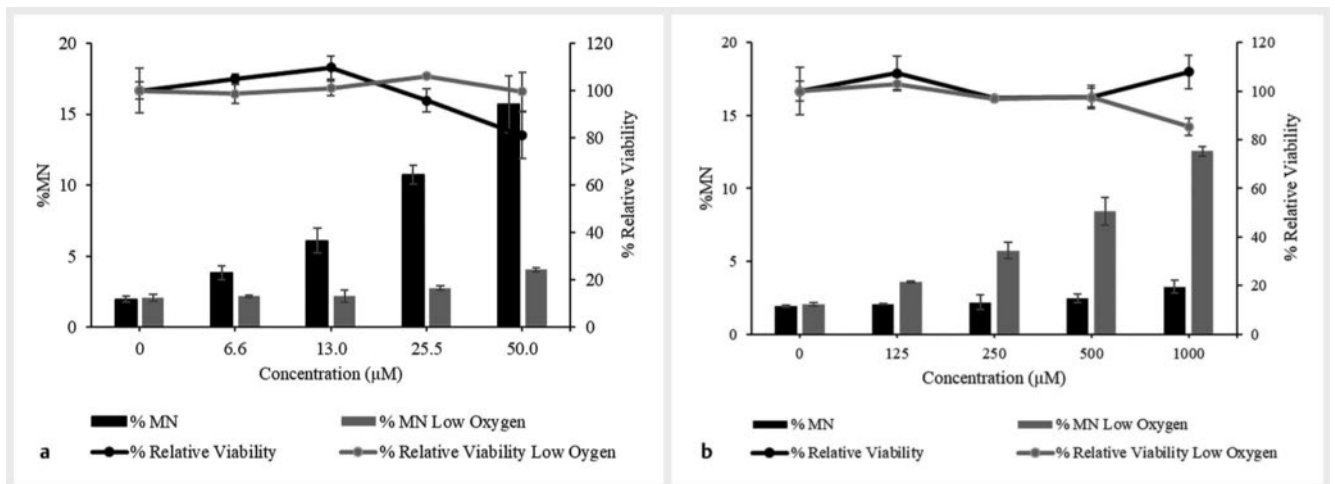 a
20
15
10
5
0
%MN
120
100
80
60
40
20
0
% Relative Viability
0 6.6 13.0 25.5 50.0
Concentration (µM)
% MN
% MN Low Oxygen
% Relative Viability
% Relative Viability Low Oygen
b
20
15
10
5
0
%MN
120
100
80
60
40
20
0
% Relative Viability
0 125 250 500 1000
Concentration (µM)
% MN
% MN Low Oxygen
% Relative Viability
% Relative Viability Low Oxygen